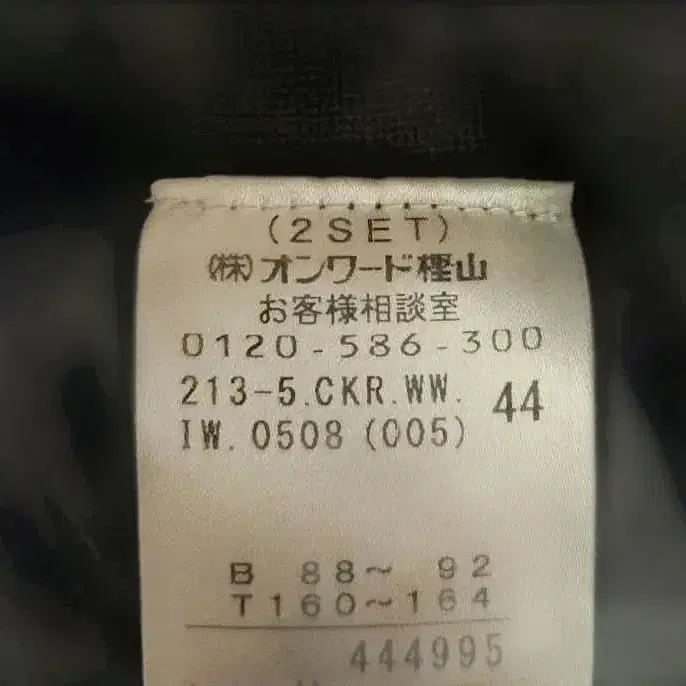 (2SET)
(株)オンワード樫山
お客様相談室
0120-586-300
213-5.CKR.WW. 44
IW.0508 (005)
B 88~ 92
T160~164
444995